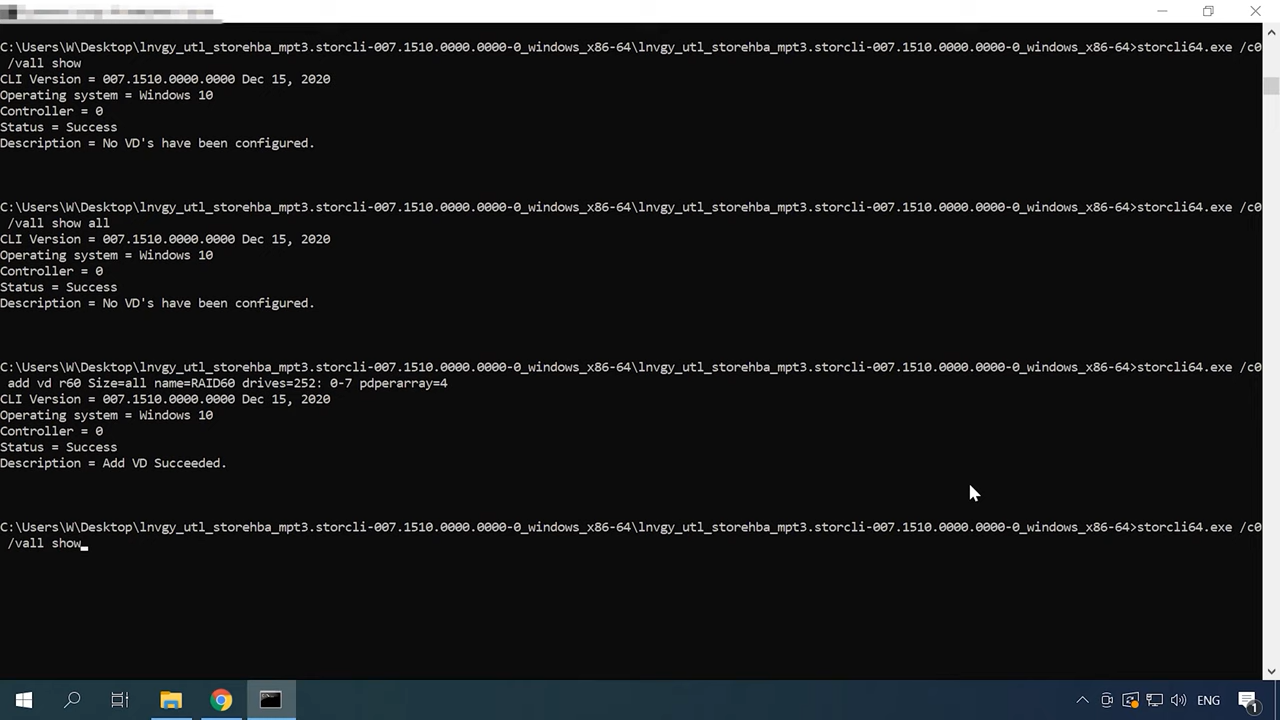 C:\Users\W\Desktop\lnvgy_utl_storehba_mpt3.storcli-007.1510.0000.0000-0_windows_x86-64\lnvgy_utl_storehba_mpt3.storcli-007.1510.0000.0000-0_windows_x86-64>storcli64.exe /c0
/vall show
CLI Version = 007.1510.0000.0000 Dec 15, 2020
Operating system = Windows 10
Controller = 0
Status = Success
Description = No VD's have been configured.
C:\Users\W\Desktop\lnvgy_utl_storehba_mpt3.storcli-007.1510.0000.0000-0_windows_x86-64\lnvgy_utl_storehba_mpt3.storcli-007.1510.0000.0000-0_windows_x86-64>storcli64.exe /c0
/vall show all
CLI Version = 007.1510.0000.0000 Dec 15, 2020
Operating system = Windows 10
Controller = 0
Status = Success
Description = No VD's have been configured.
C:\Users\W\Desktop\lnvgy_utl_storehba_mpt3.storcli-007.1510.0000.0000-0_windows_x86-64\lnvgy_utl_storehba_mpt3.storcli-007.1510.0000.0000-0_windows_x86-64>storcli64.exe /c0
add vd r60 Size=all name=RAID60 drives=252: 0-7 pdperarray=4
CLI Version = 007.1510.0000.0000 Dec 15, 2020
Operating system = Windows 10
Controller = 0
Status = Success
Description = Add VD Succeeded.
C:\Users\W\Desktop\lnvgy_utl_storehba_mpt3.storcli-007.1510.0000.0000-0_windows_x86-64\lnvgy_utl_storehba_mpt3.storcli-007.1510.0000.0000-0_windows_x86-64>storcli64.exe /c0
/vall show
ENG
1